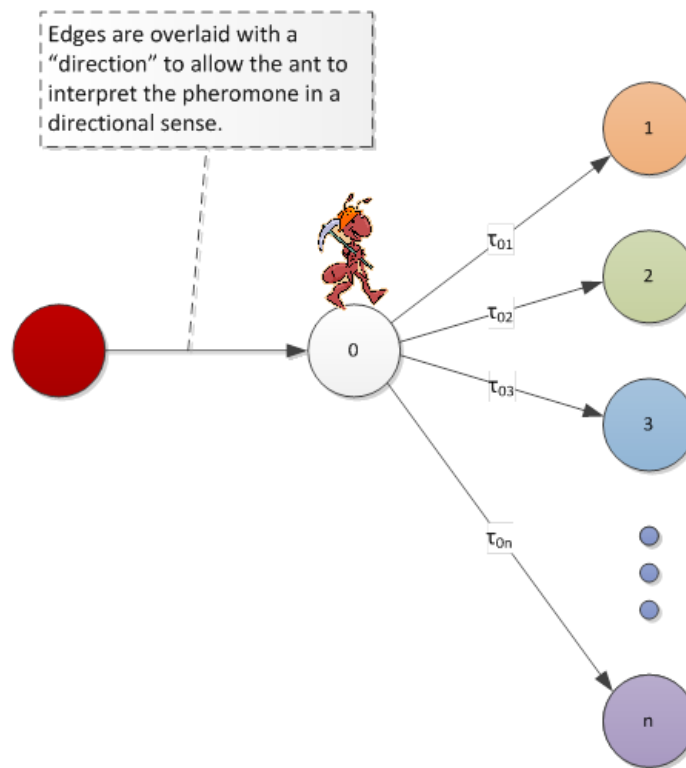 Edges are overlaid with a
“direction” to allow the ant to
interpret the pheromone in a
directional sense.
1
τ₀₁
2
τ₀₂
0
τ₀₃
3
τ₀ₙ
n